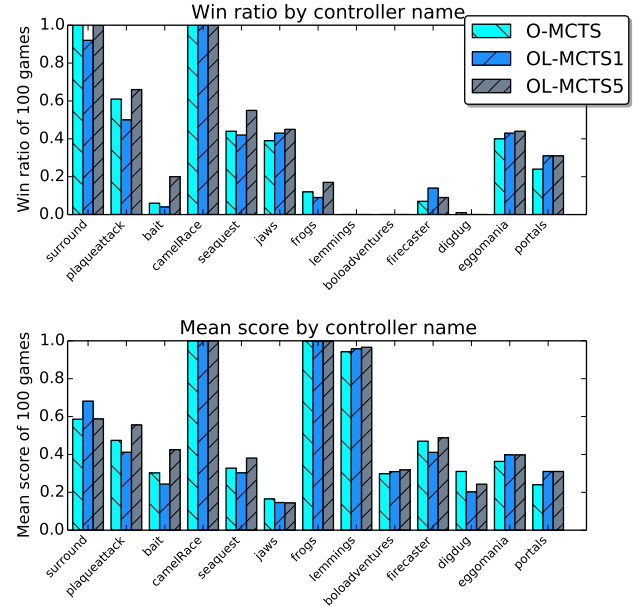 Win ratio by controller name
O-MCTS
OL-MCTS1
OL-MCTS5
Win ratio of 100 games
1.0
0.8
0.6
0.4
0.2
0.0
surround
plaqueattack
bait
camelRace
seaquest
jaws
frogs
lemmings
boloadventures
firecaster
digdug
eggomania
portals
Mean score by controller name
Mean score of 100 games
1.0
0.8
0.6
0.4
0.2
0.0
surround
plaqueattack
bait
camelRace
seaquest
jaws
frogs
lemmings
boloadventures
firecaster
digdug
eggomania
portals